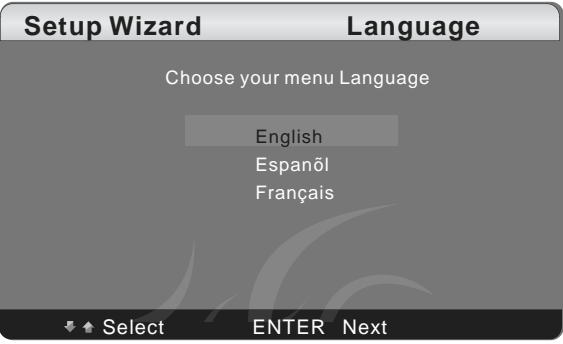 Setup Wizard Language
Choose your menu Language
English
Espanõl
Français
Select ENTER Next